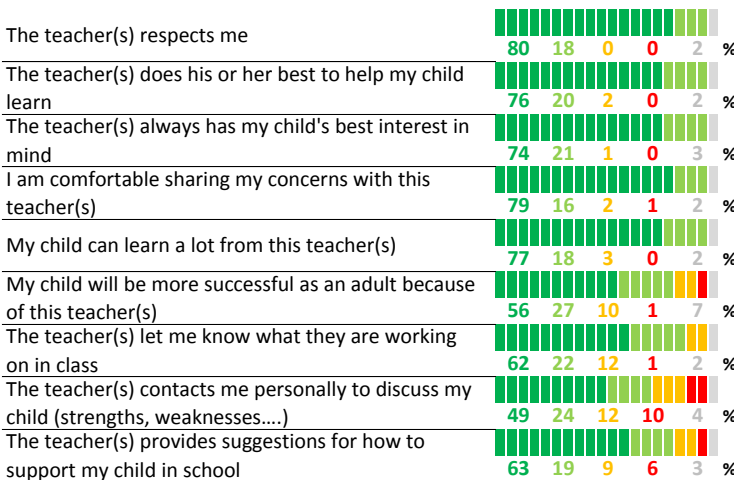 The teacher(s) respects me
80 18 0 0 2 %
The teacher(s) does his or her best to help my child
learn
76 20 2 0 2 %
The teacher(s) always has my child's best interest in
mind
74 21 1 0 3 %
I am comfortable sharing my concerns with this
teacher(s)
79 16 2 1 2 %
My child can learn a lot from this teacher(s)
77 18 3 0 2 %
My child will be more successful as an adult because
of this teacher(s)
56 27 10 1 7 %
The teacher(s) let me know what they are working
on in class
62 22 12 1 2 %
The teacher(s) contacts me personally to discuss my
child (strengths, weaknesses....)
49 24 12 10 4 %
The teacher(s) provides suggestions for how to
support my child in school
63 19 9 6 3 %